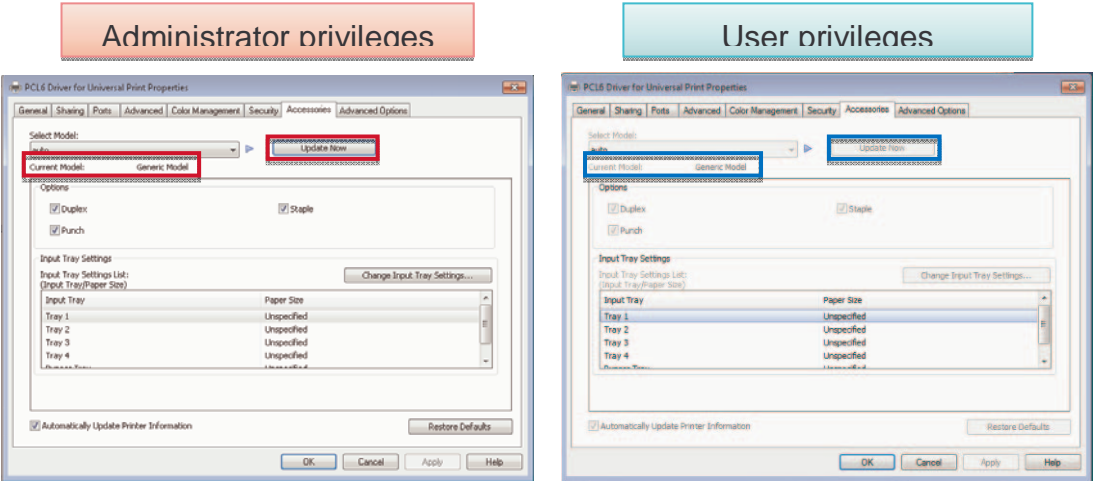 Administrator privileges
PCL6 Driver for Universal Print Properties
General Sharing Ports Advanced Color Management Security Accessories Advanced Options
Select Model:
auto
Update Now
Current Model: Generic Model
Options
Duplex Staple
Punch
Input Tray Settings
Input Tray Settings List:
(Input Tray/Paper Size)
Change Input Tray Settings...
Input Tray Paper Size
Tray 1 Unspecified
Tray 2 Unspecified
Tray 3 Unspecified
Tray 4 Unspecified
Automatically Update Printer Information
Restore Defaults
OK Cancel Apply Help
User privileges
PCL6 Driver for Universal Print Properties
General Sharing Ports Advanced Color Management Security Accessories Advanced Options
Select Model:
auto
Update Now
Current Model: Generic Model
Options
Duplex Staple
Punch
Input Tray Settings
Input Tray Settings List:
(Input Tray/Paper Size)
Change Input Tray Settings...
Input Tray Paper Size
Tray 1 Unspecified
Tray 2 Unspecified
Tray 3 Unspecified
Tray 4 Unspecified
Automatically Update Printer Information
Restore Defaults
OK Cancel Apply Help